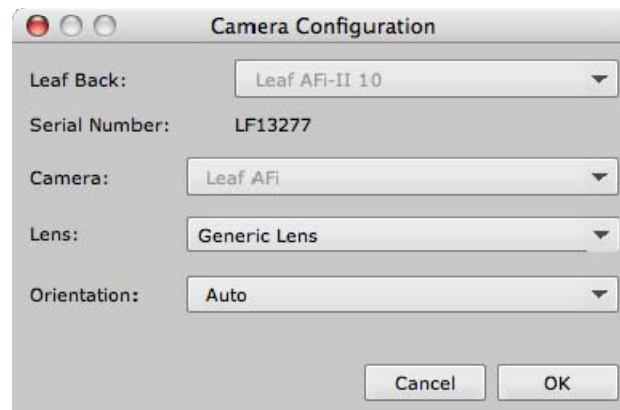 Camera Configuration
Leaf Back: Leaf AFi-II 10
Serial Number: LF13277
Camera: Leaf AFi
Lens: Generic Lens
Orientation: Auto
Cancel OK